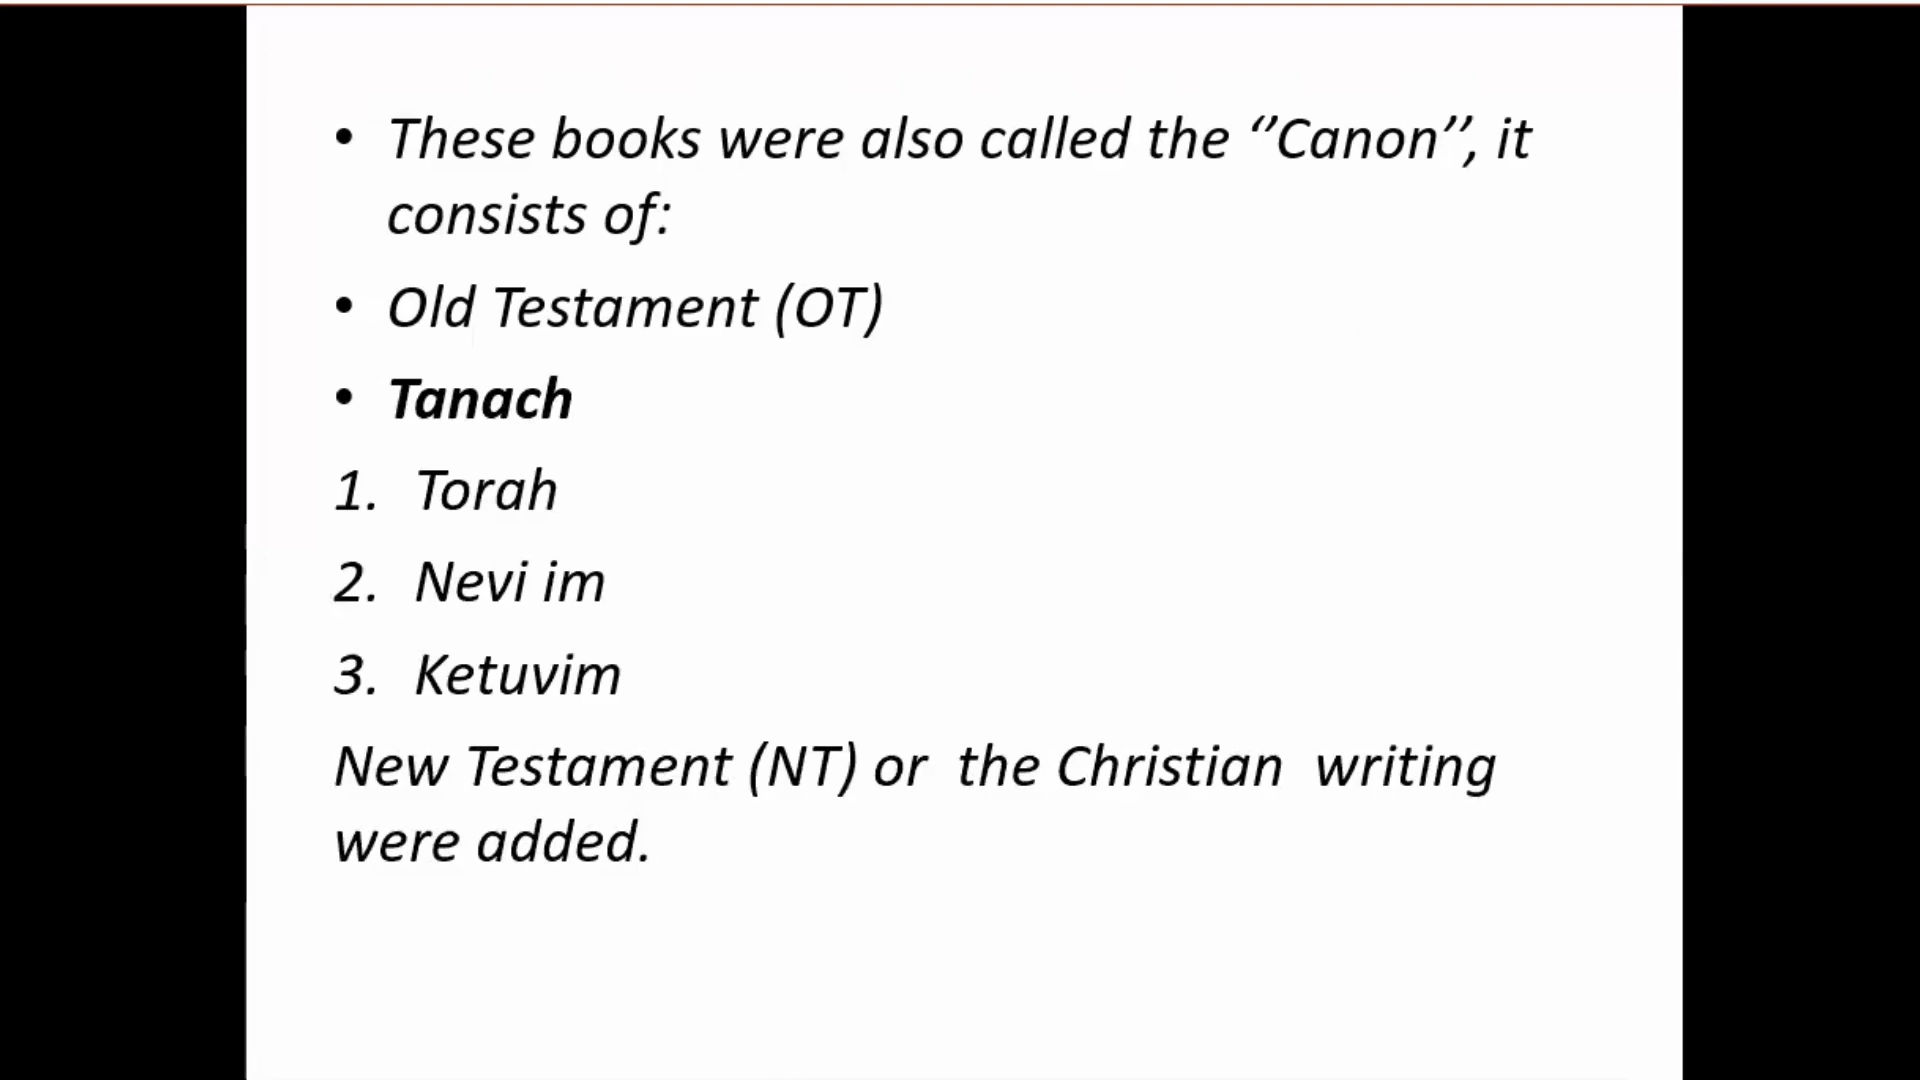 • These books were also called the ‘’Canon’’, it
consists of:
• Old Testament (OT)
• Tanach
1. Torah
2. Nevi im
3. Ketuvim
New Testament (NT) or  the Christian  writing
were added.